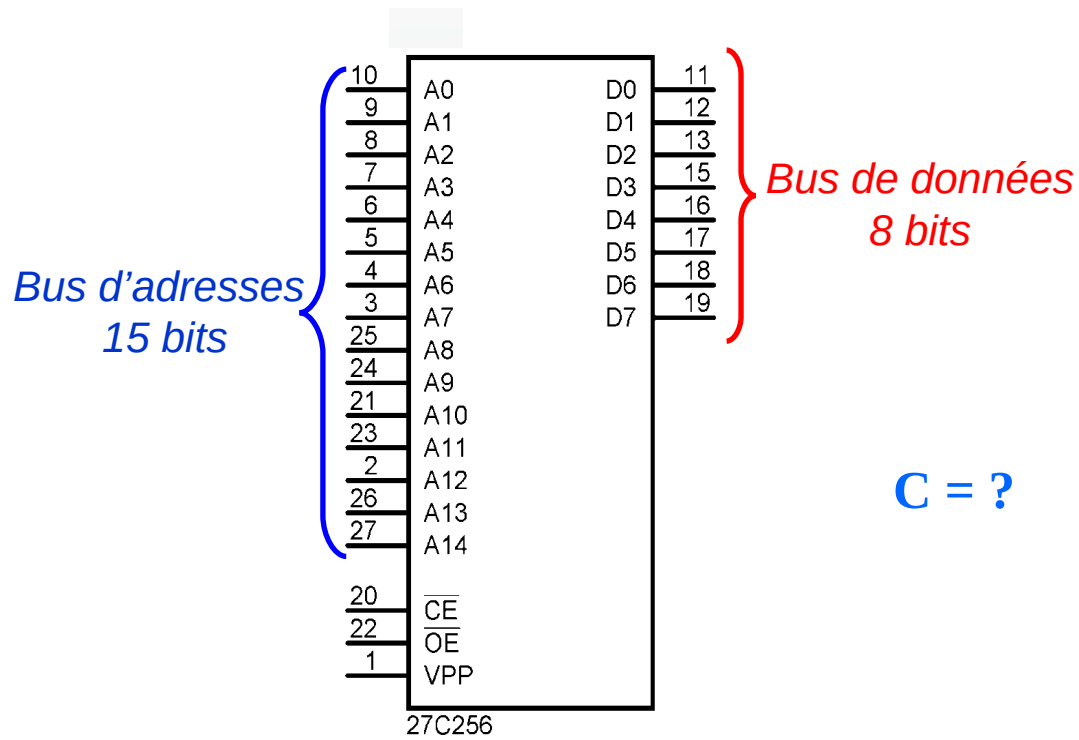 10 A0 D0 11
9 A1 D1 12
8 A2 D2 13
7 A3 D3 15
6 A4 D4 16
5 A5 D5 17
4 A6 D6 18
3 A7 D7 19
25 A8
24 A9
21 A10
23 A11
2 A12
26 A13
27 A14
20 CE
22 OE
1 VPP
27C256
Bus d’adresses
15 bits
Bus de données
8 bits
C = ?